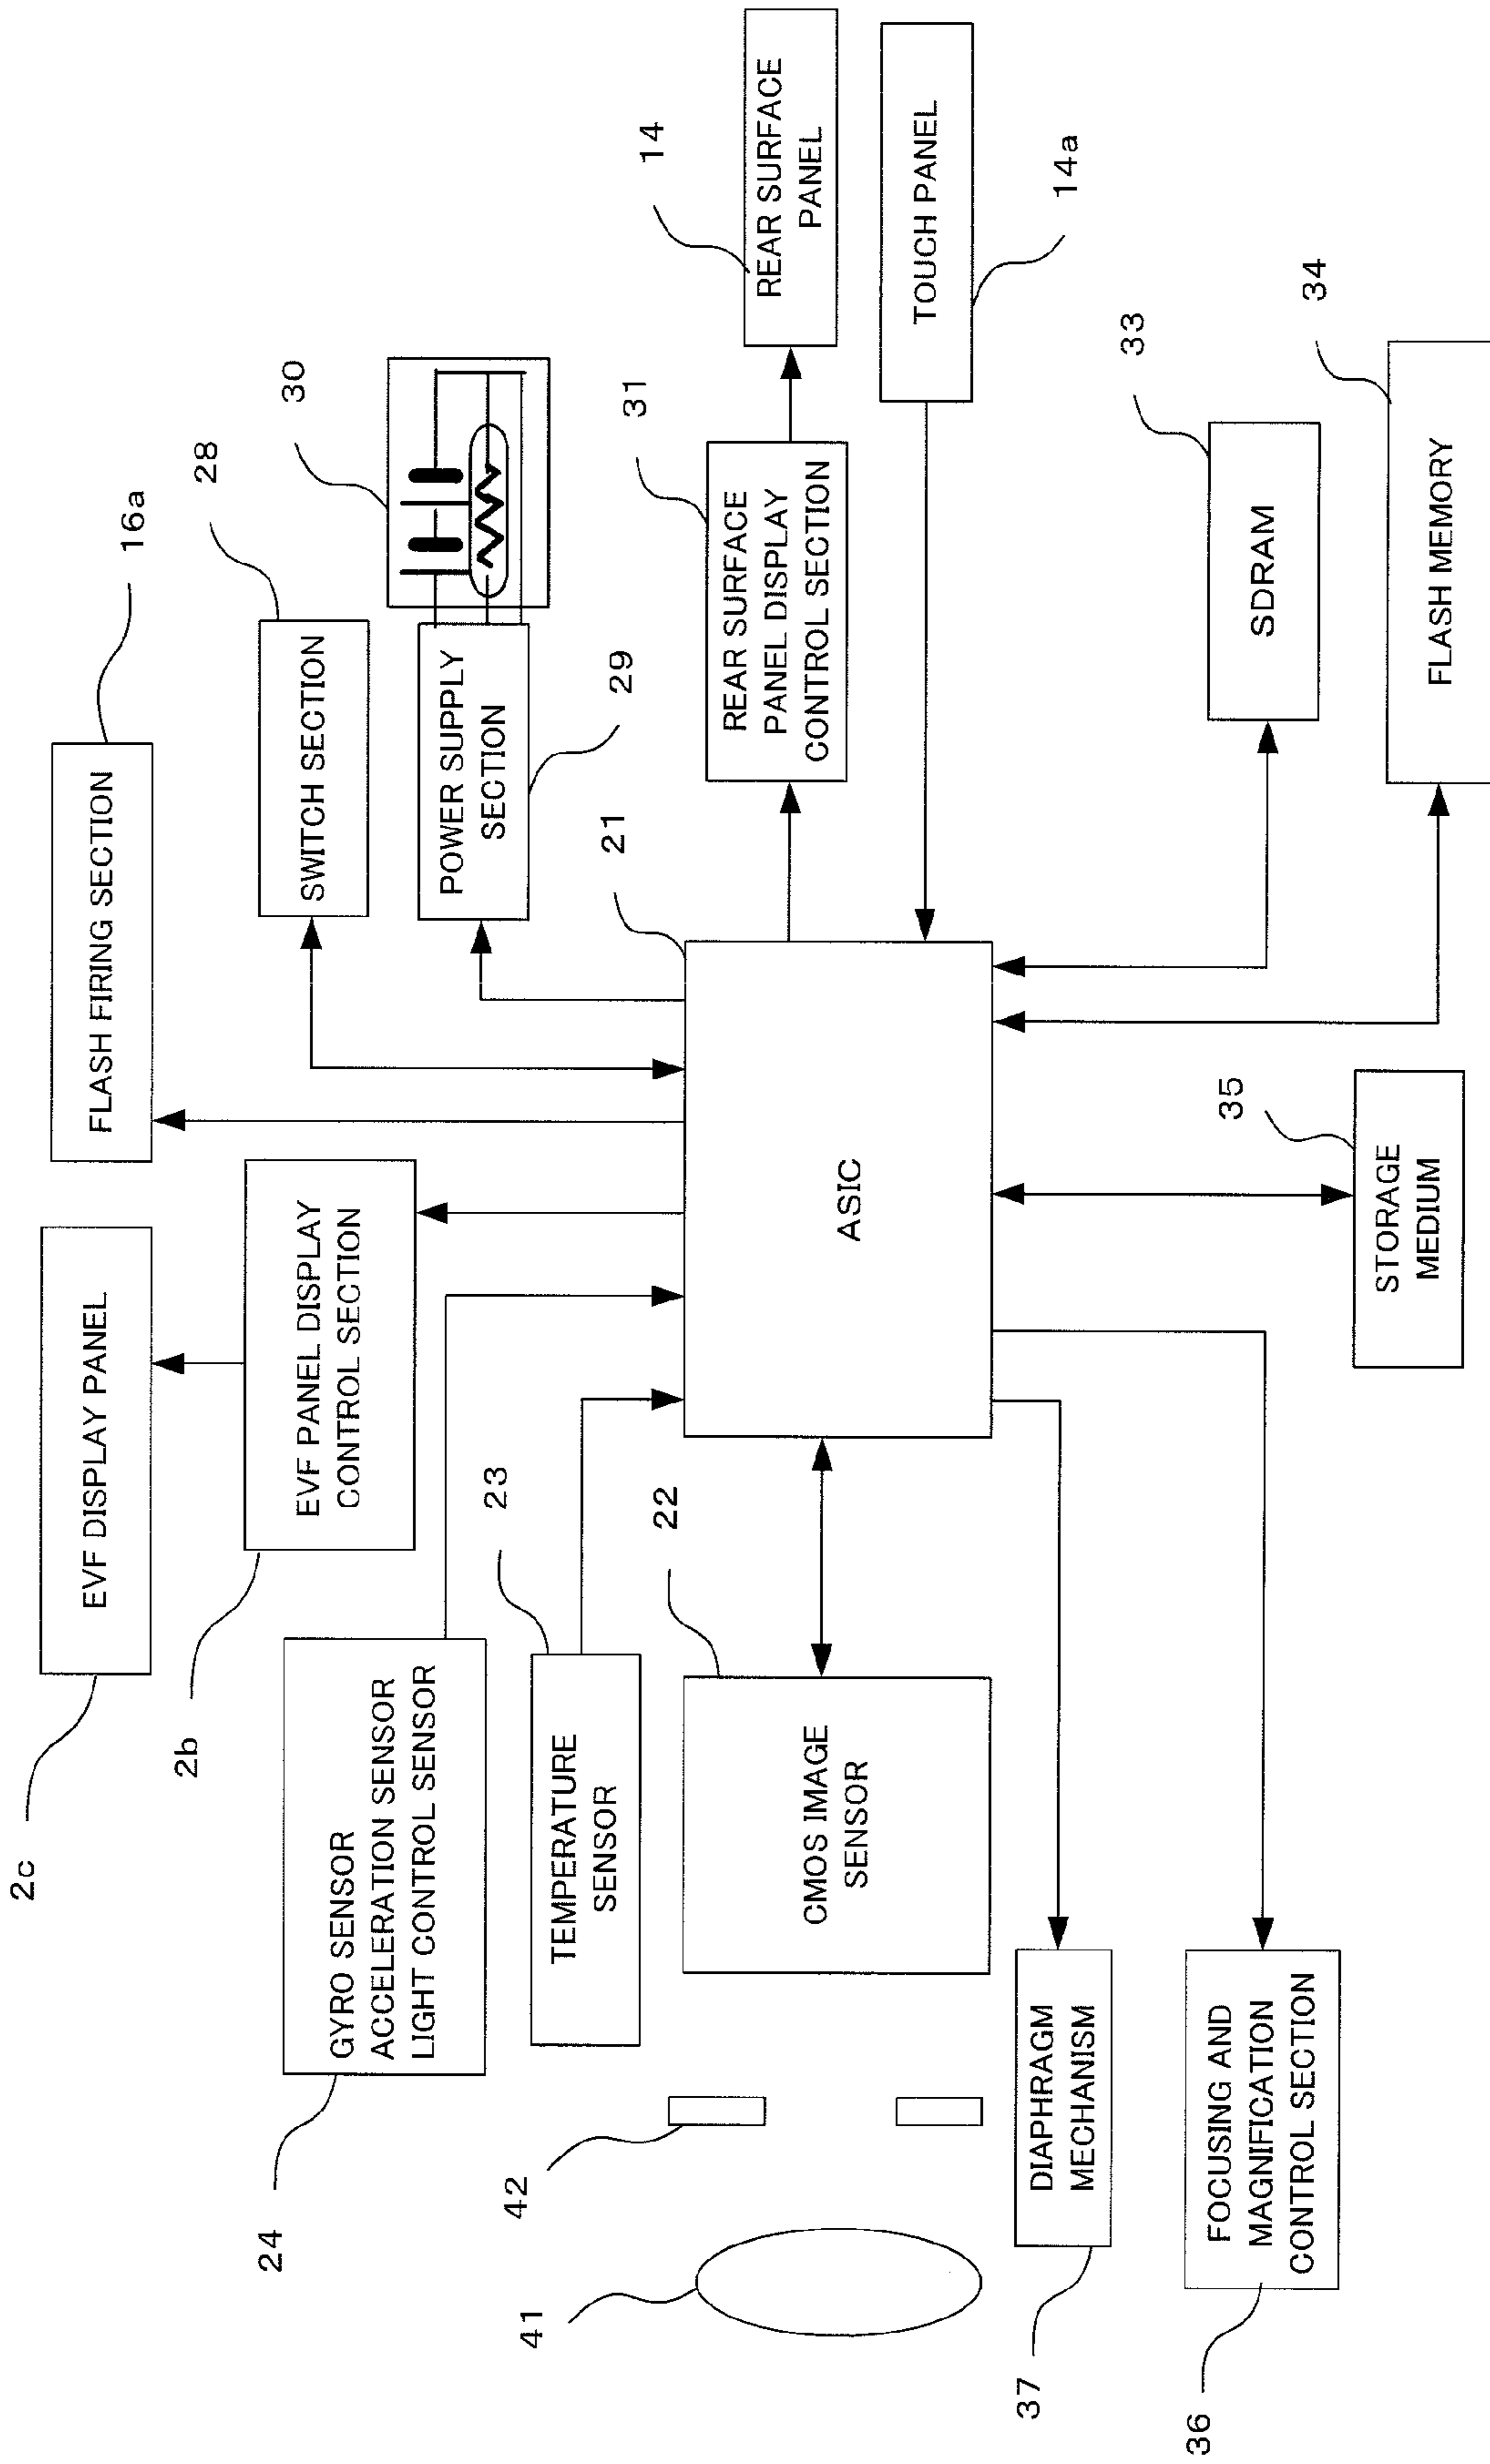 2c
EVF DISPLAY PANEL
FLASH FIRING SECTION
16a
2b
EVF PANEL DISPLAY
CONTROL SECTION
SWITCH SECTION
28
24
GYRO SENSOR
ACCELERATION SENSOR
LIGHT CONTROL SENSOR
POWER SUPPLY
SECTION
29
30
23
TEMPERATURE
SENSOR
42
41
22
CMOS IMAGE
SENSOR
21
ASIC
31
REAR SURFACE
PANEL DISPLAY
CONTROL SECTION
14
REAR SURFACE
PANEL
TOUCH PANEL
14a
37
DIAPHRAGM
MECHANISM
33
SDRAM
36
FOCUSING AND
MAGNIFICATION
CONTROL SECTION
35
STORAGE
MEDIUM
34
FLASH MEMORY